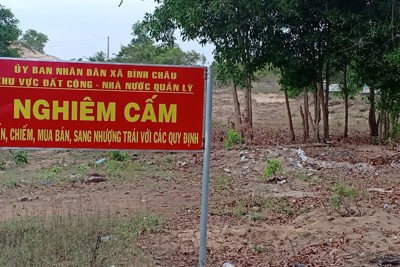 ỦY BAN NHÂN DÂN XÃ BÌNH CHÂU
KHU VỰC ĐẤT CÔNG - NHÀ NƯỚC QUẢN LÝ
NGHIÊM CẤM
CHIẾM, MUA BÁN, SANG NHƯỢNG TRÁI VỚI CÁC QUY ĐỊNH